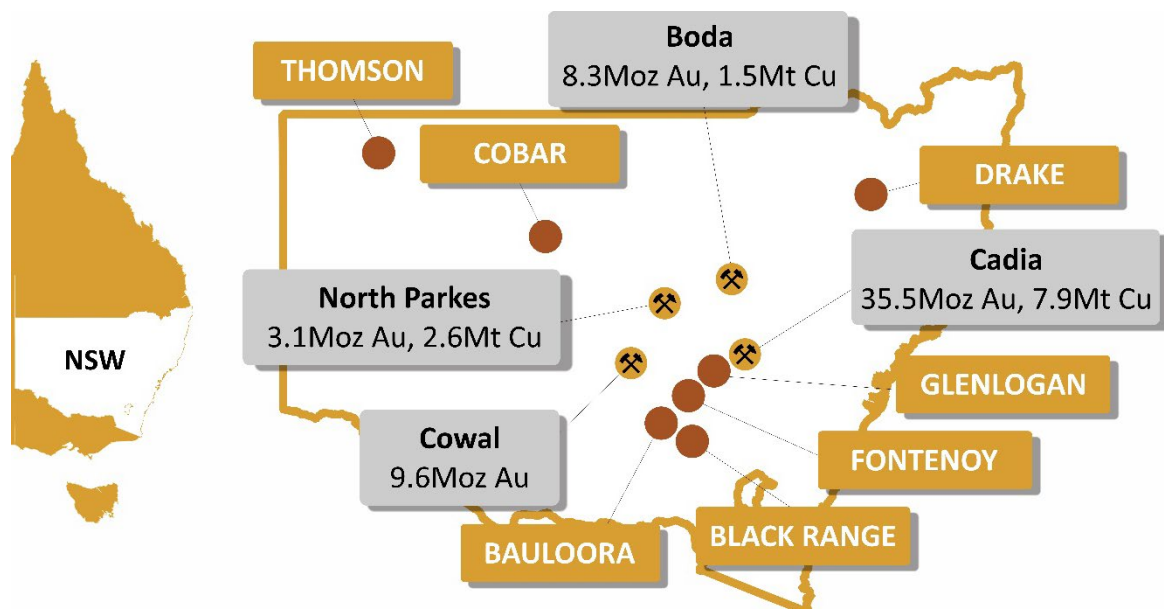 Boda
8.3Moz Au, 1.5Mt Cu
THOMSON
COBAR
DRAKE
Cadia
35.5Moz Au, 7.9Mt Cu
North Parkes
3.1Moz Au, 2.6Mt Cu
NSW
GLENLOGAN
Cowal
9.6Moz Au
FONTENOY
BLACK RANGE
BAULOORA